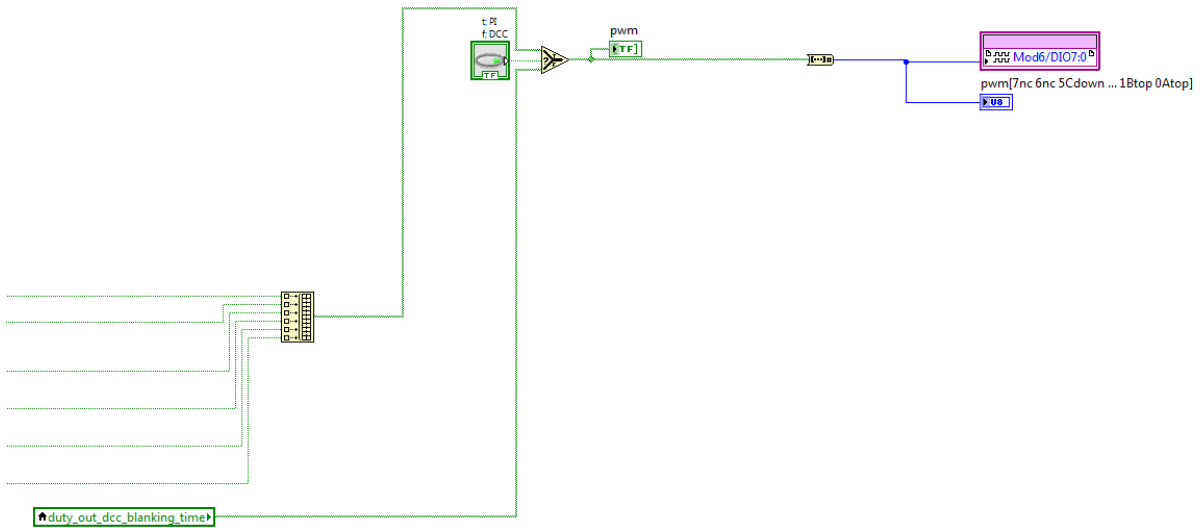 t; PI
f; DCC
TF
?
pwm
TF]
[...]=
Mod6/DIO7:0
pwm[7nc 6nc 5Cdown ... 1Btop 0Atop]
U8
duty_out_dcc_blanking_time